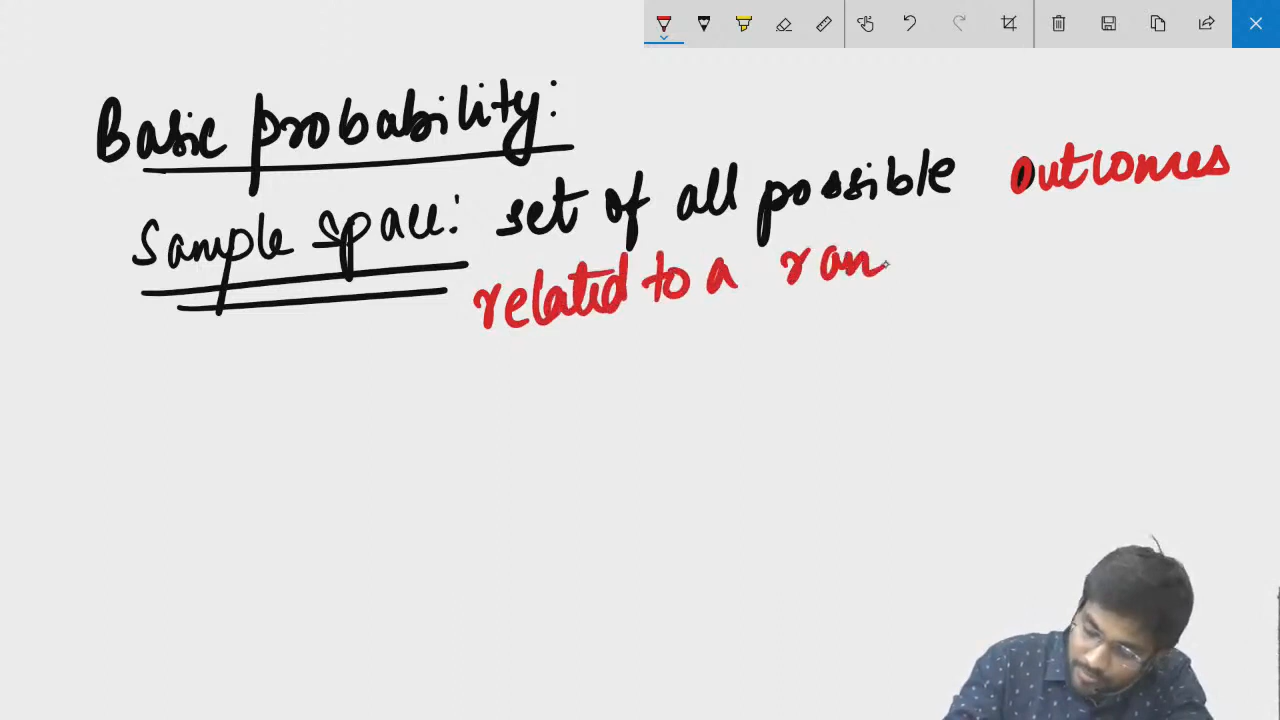 Basic probability:
Sample space: set of all possible outcomes
related to a ran